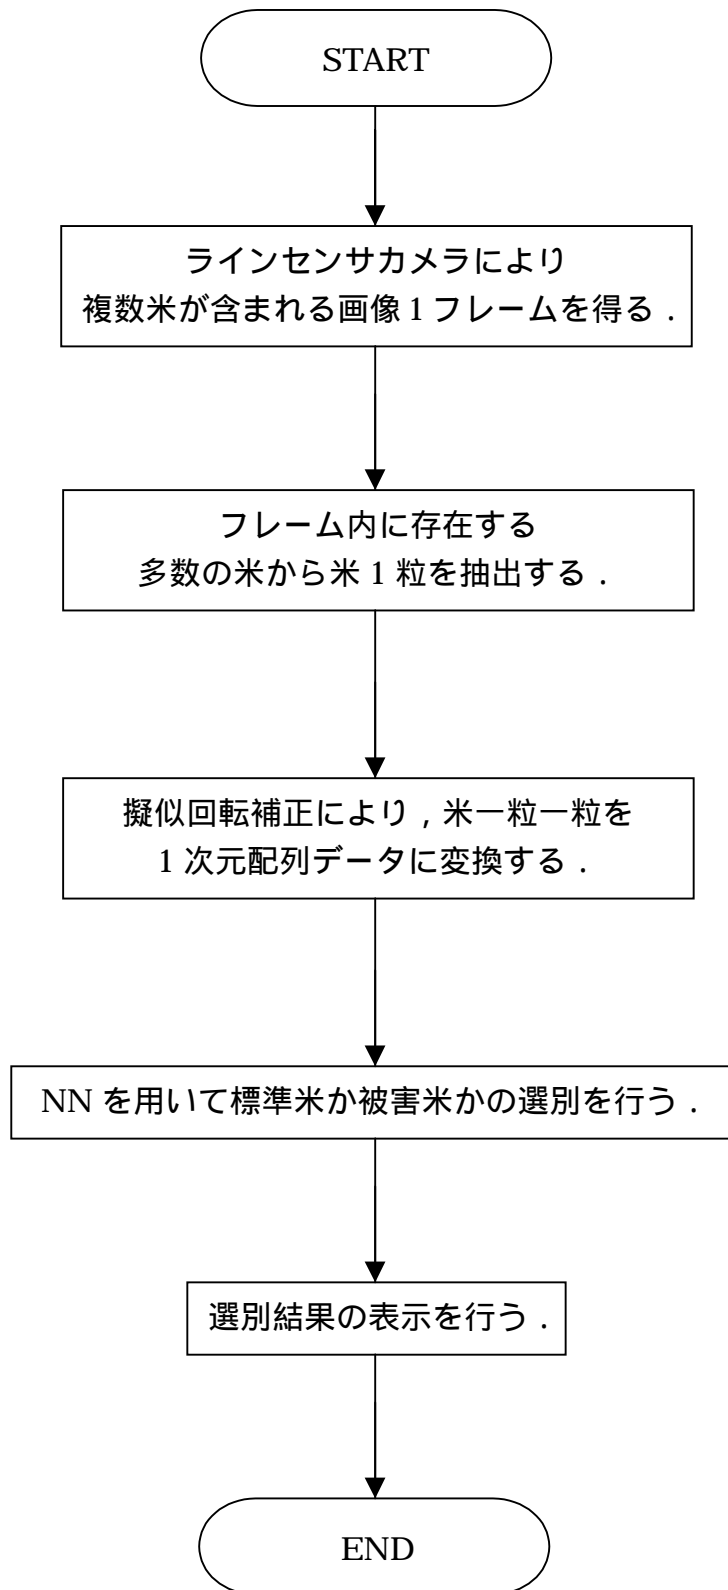 START
ラインセンサカメラにより
複数米が含まれる画像 1 フレームを得る．
フレーム内に存在する
多数の米から米 1 粒を抽出する．
擬似回転補正により，米一粒一粒を
1 次元配列データに変換する．
NN を用いて標準米か被害米かの選別を行う．
選別結果の表示を行う．
END